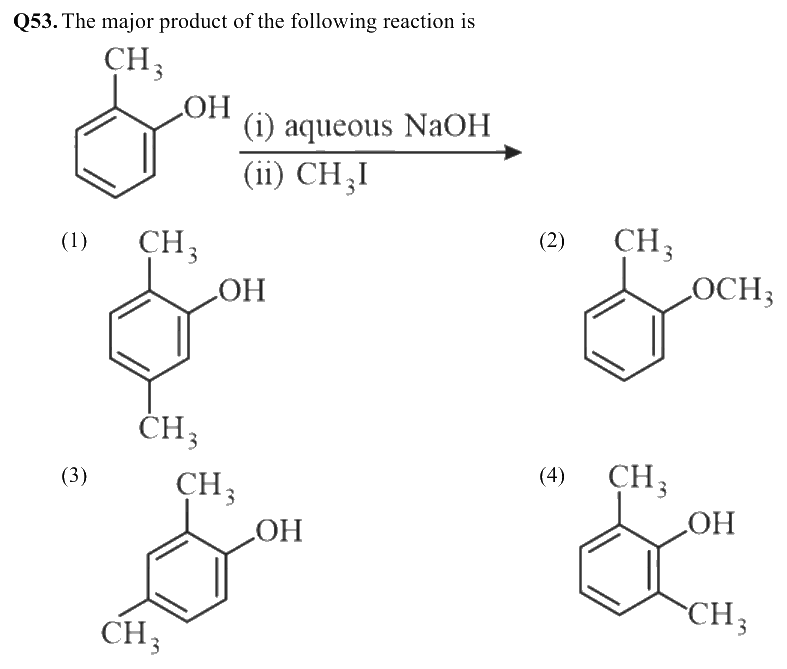 Q53. The major product of the following reaction is
CH3
OH
(i) aqueous NaOH
(ii) CH3I
(1)
CH3
OH
CH3
(2)
CH3
OCH3
(3)
CH3
OH
CH3
(4)
CH3
OH
CH3